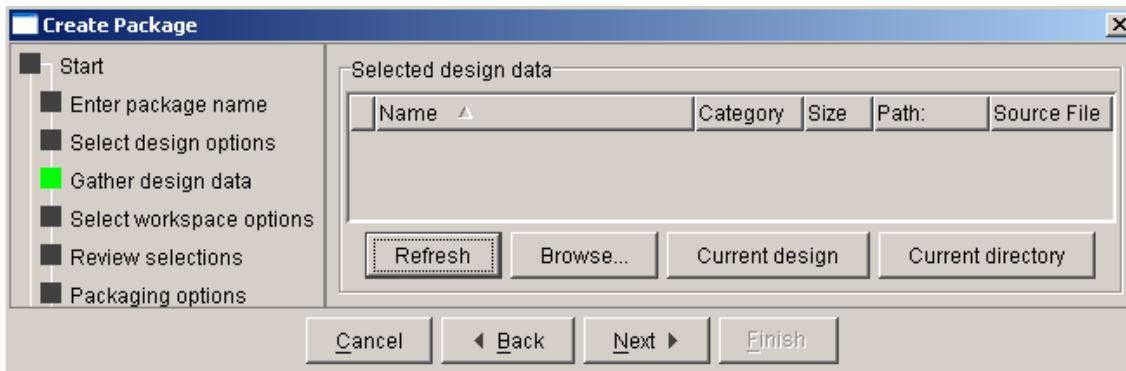 Create Package
Start
Enter package name
Select design options
Gather design data
Select workspace options
Review selections
Packaging options
Selected design data
Name Category Size Path: Source File
Refresh Browse... Current design Current directory
Cancel Back Next Finish